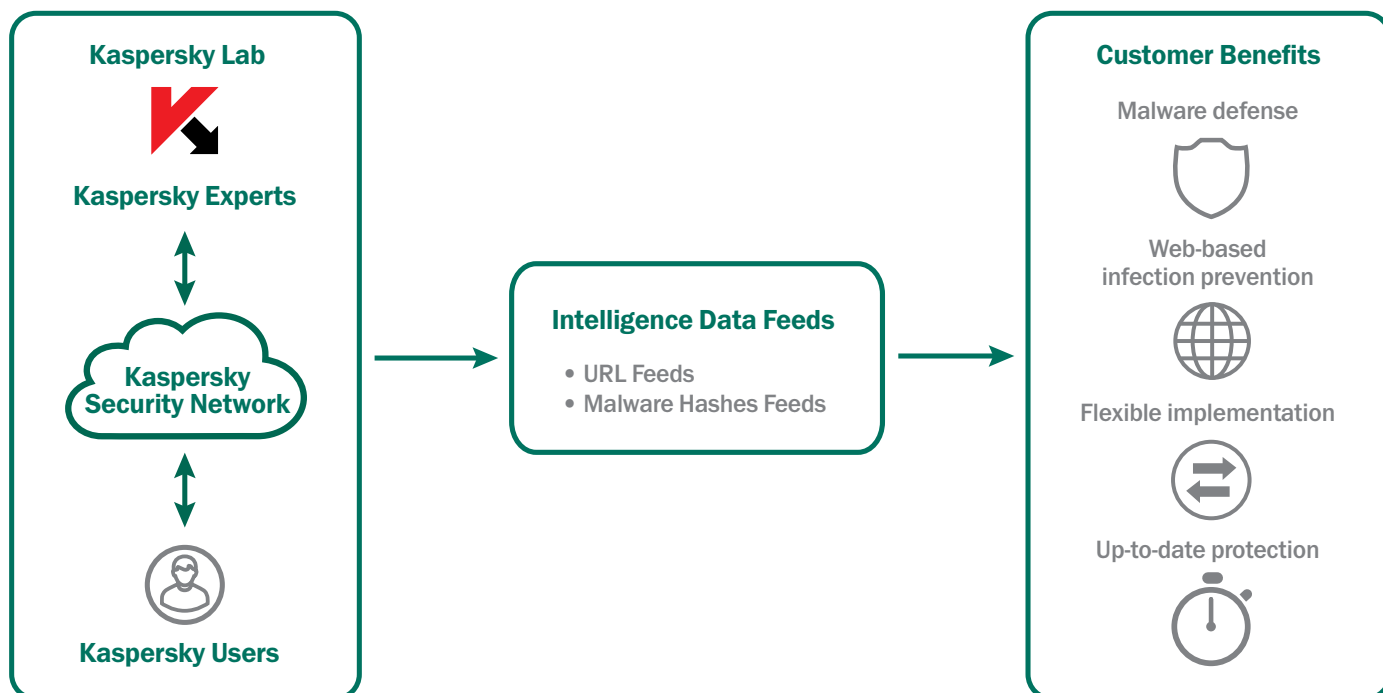 Kaspersky Lab
Kaspersky Experts
Kaspersky
Security Network
Kaspersky Users
Intelligence Data Feeds
• URL Feeds
• Malware Hashes Feeds
Customer Benefits
Malware defense
Web-based
infection prevention
Flexible implementation
Up-to-date protection